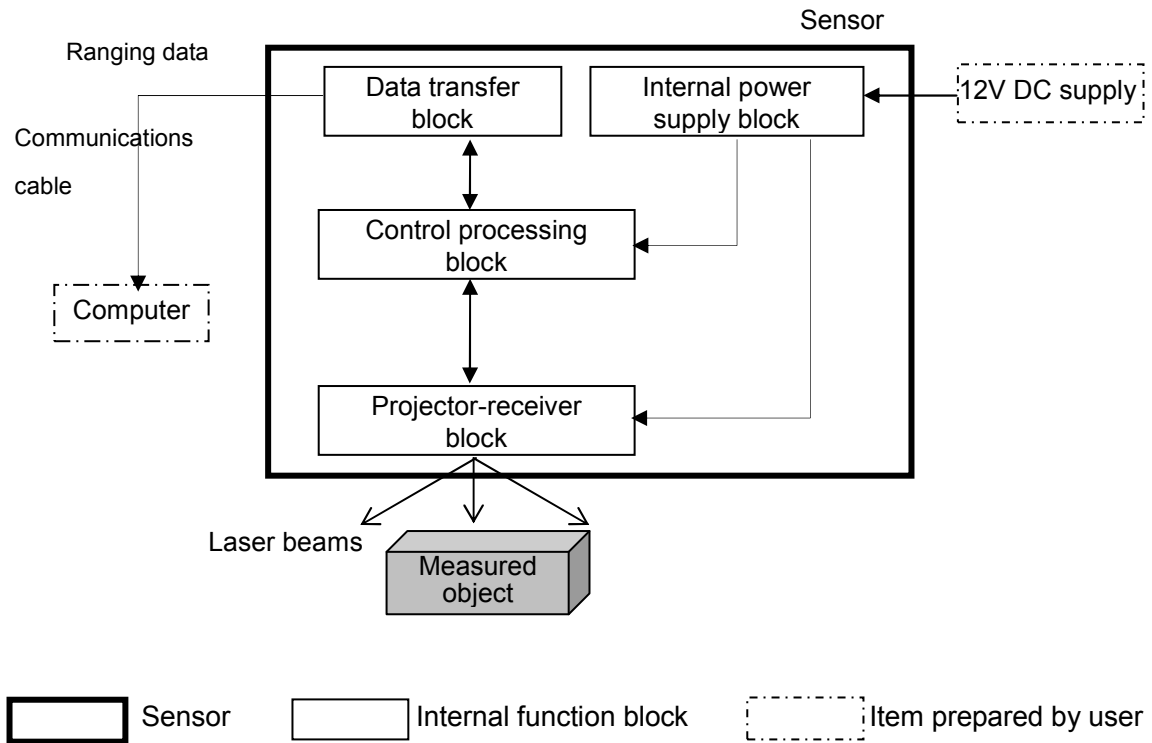 Sensor
Ranging data
Data transfer
block
Internal power
supply block
12V DC supply
Communications
cable
Control processing
block
Computer
Projector-receiver
block
Laser beams
Measured
object
Sensor
Internal function block
Item prepared by user